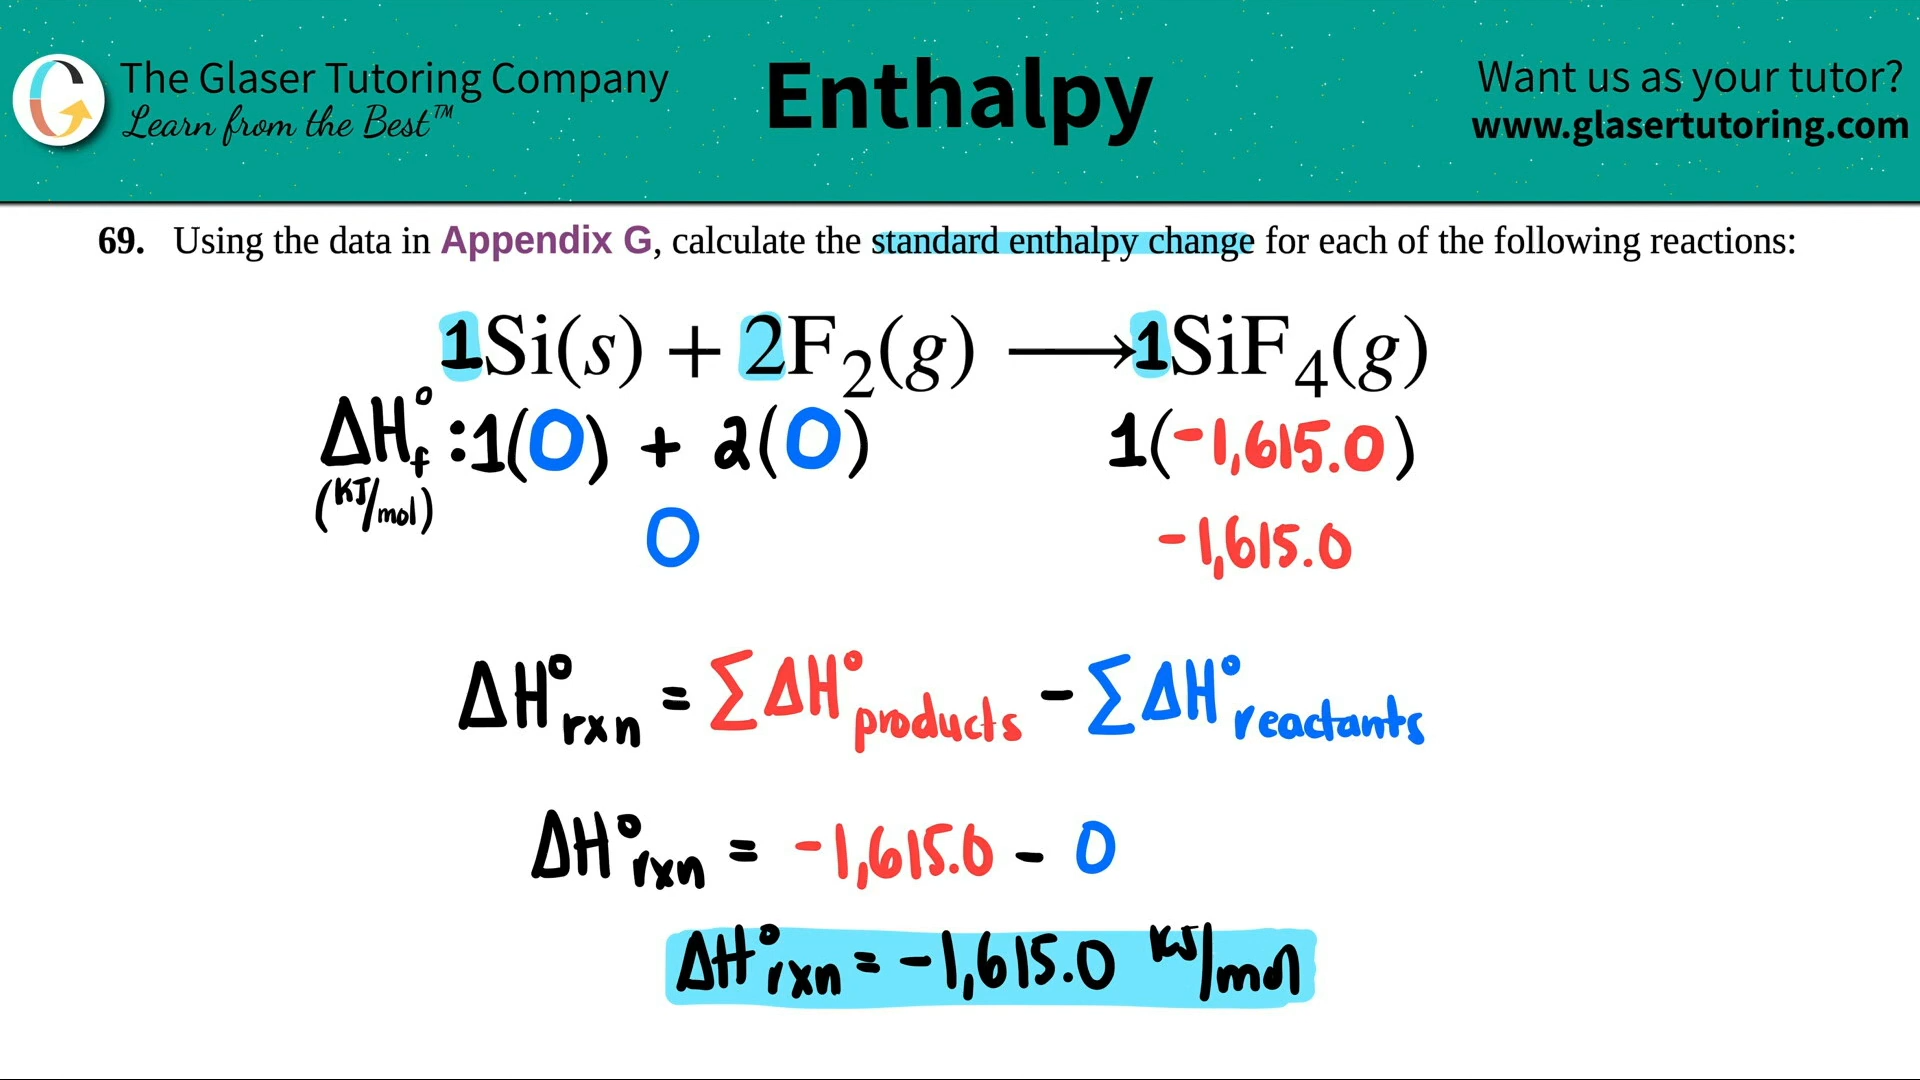 The Glaser Tutoring Company
Learn from the Best™
Enthalpy
Want us as your tutor?
www.glasertutoring.com
69. Using the data in Appendix G, calculate the standard enthalpy change for each of the following reactions:
1Si(s) + 2F₂(g) ⟶ 1SiF₄(g)
ΔH°f : 1(0) + 2(0) 1(-1,615.0)
(KJ/mol)
0 -1,615.0
ΔH°rxn = ΣΔH°products - ΣΔH°reactants
ΔH°rxn = -1,615.0 - 0
ΔH°rxn = -1,615.0 KJ/mol